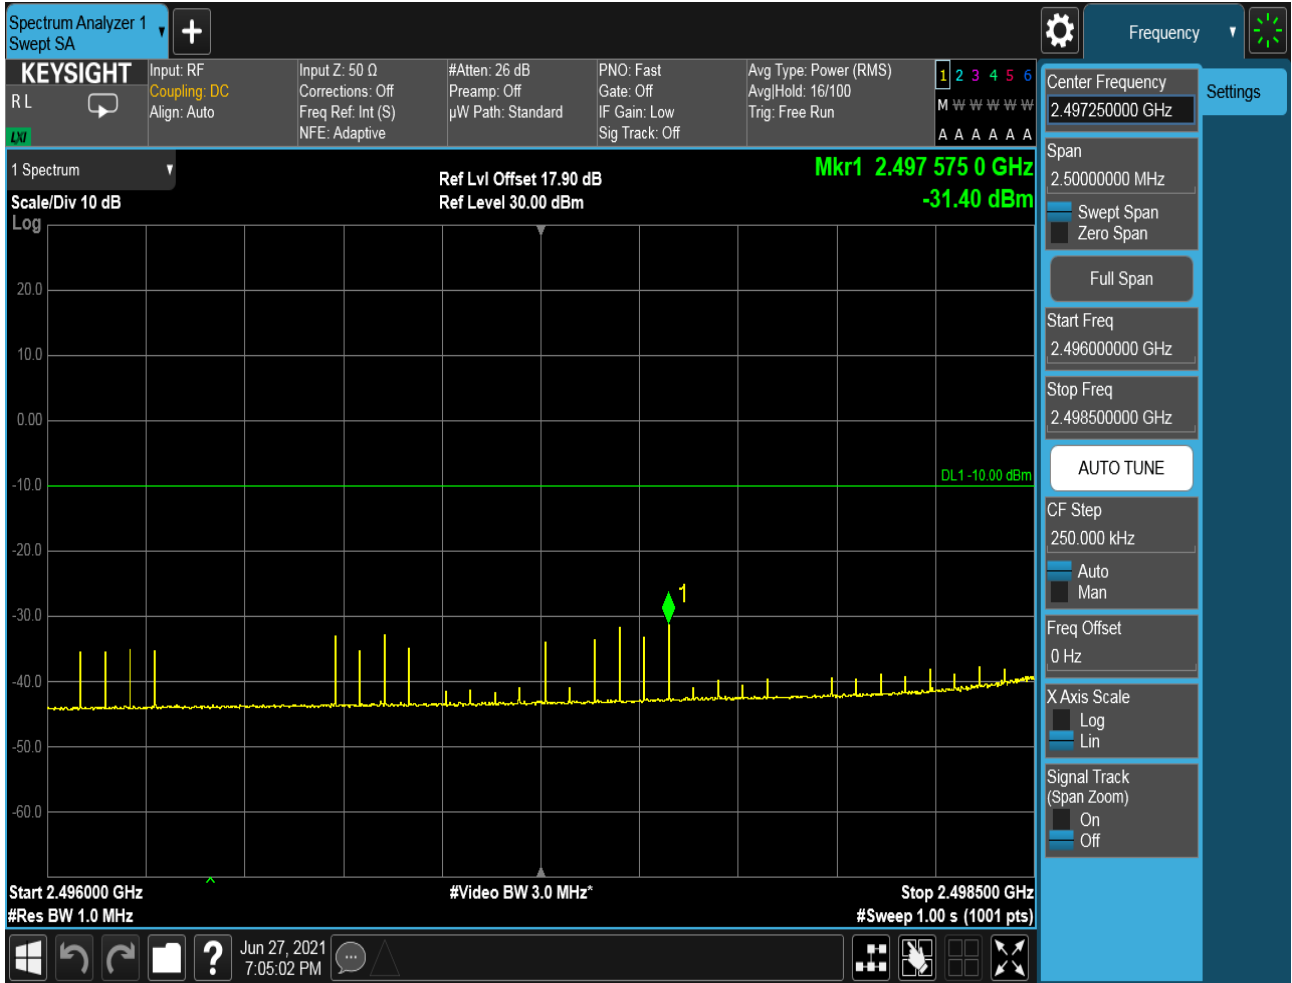 Spectrum Analyzer 1
Swept SA
Frequency
KEYSIGHT
R L
LXI
Input: RF
Coupling: DC
Align: Auto
Input Z: 50 Ω
Corrections: Off
Freq Ref: Int (S)
NFE: Adaptive
#Atten: 26 dB
Preamp: Off
µW Path: Standard
PNO: Fast
Gate: Off
IF Gain: Low
Sig Track: Off
Avg Type: Power (RMS)
Avg|Hold: 16/100
Trig: Free Run
1 2 3 4 5 6
M W W W W W
A A A A A A
1 Spectrum
Scale/Div 10 dB
Log
Ref Lvl Offset 17.90 dB
Ref Level 30.00 dBm
Mkr1 2.497 575 0 GHz
-31.40 dBm
20.0
10.0
0.00
-10.0
-20.0
-30.0
-40.0
-50.0
-60.0
DL1 -10.00 dBm
1
Start 2.496000 GHz
#Res BW 1.0 MHz
#Video BW 3.0 MHz*
Stop 2.498500 GHz
#Sweep 1.00 s (1001 pts)
Center Frequency
2.497250000 GHz
Settings
Span
2.50000000 MHz
Swept Span
Zero Span
Full Span
Start Freq
2.496000000 GHz
Stop Freq
2.498500000 GHz
AUTO TUNE
CF Step
250.000 kHz
Auto
Man
Freq Offset
0 Hz
X Axis Scale
Log
Lin
Signal Track
(Span Zoom)
On
Off
?
Jun 27, 2021
7:05:02 PM